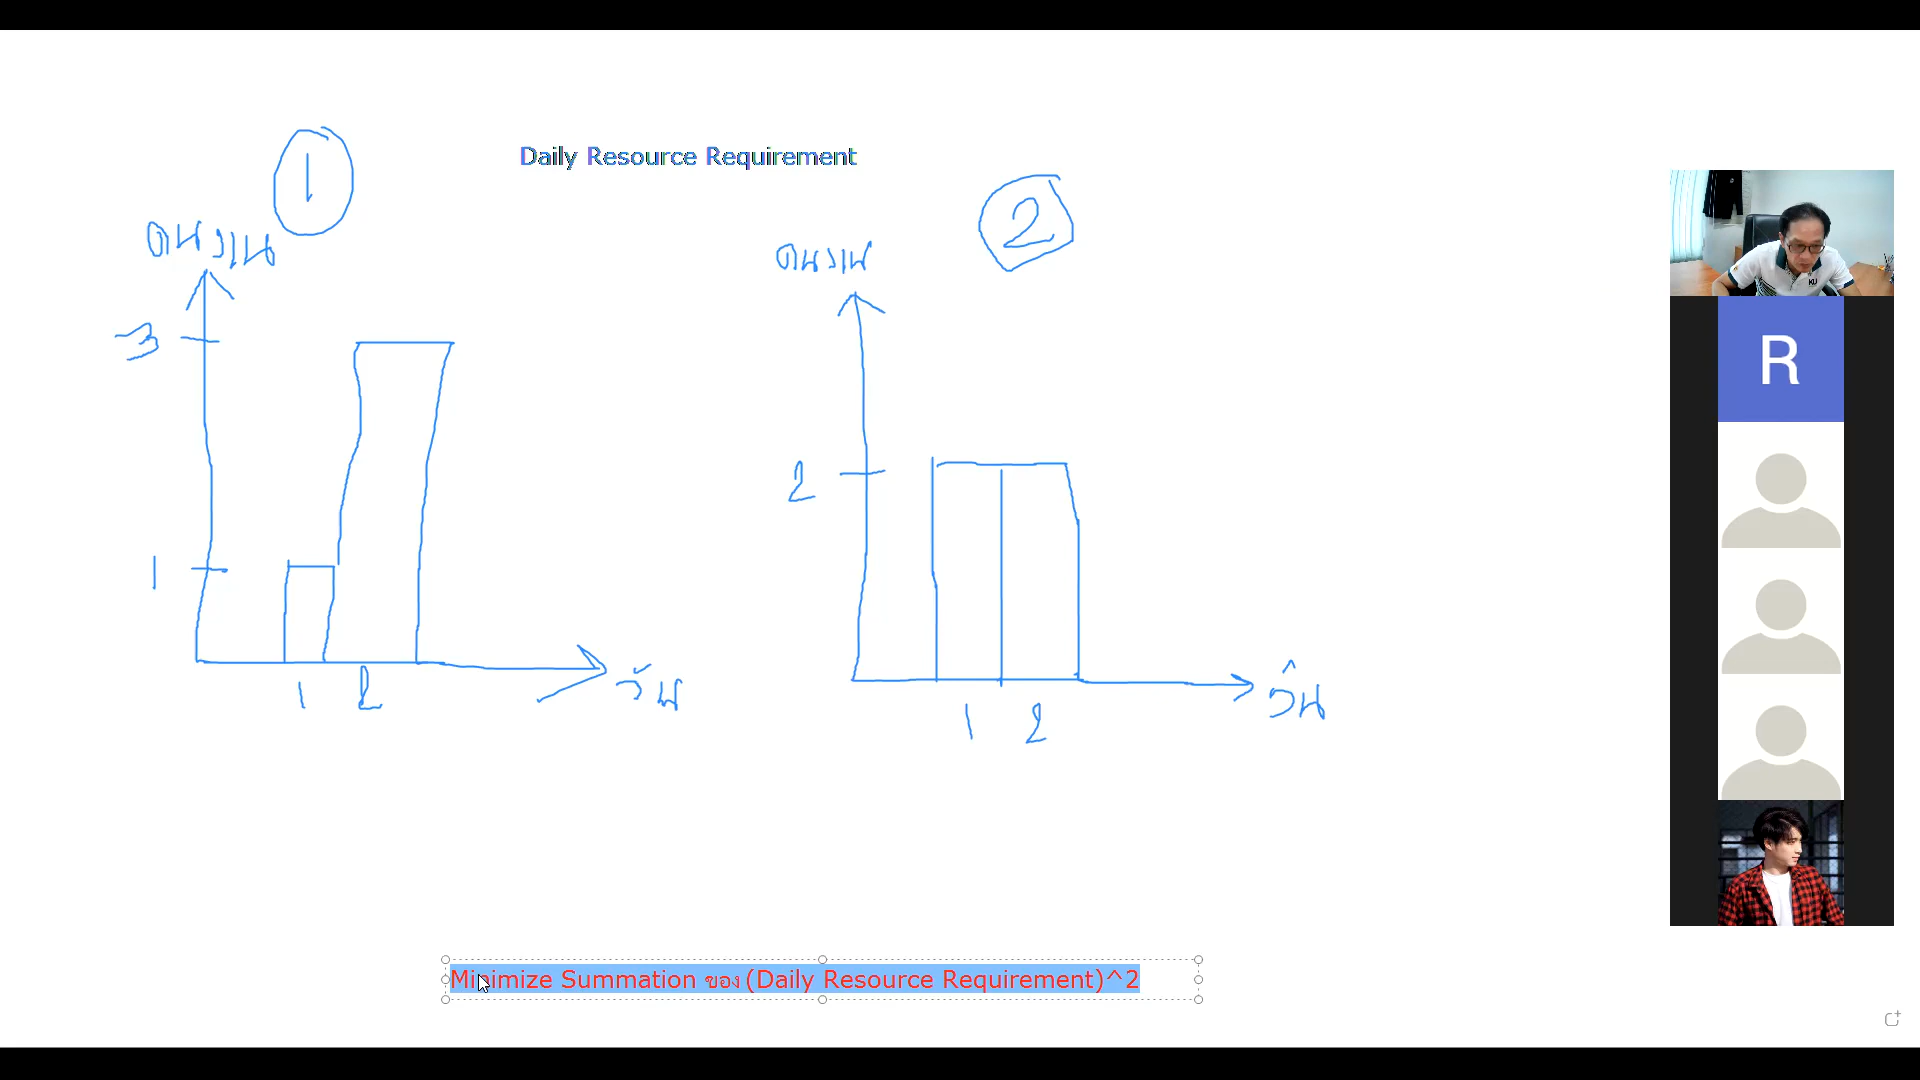 1
Daily Resource Requirement
2
คนงาน
3
1
1 2
วัน
คนงาน
2
1 2
วัน
KU
R
Minimize Summation ของ (Daily Resource Requirement)^2